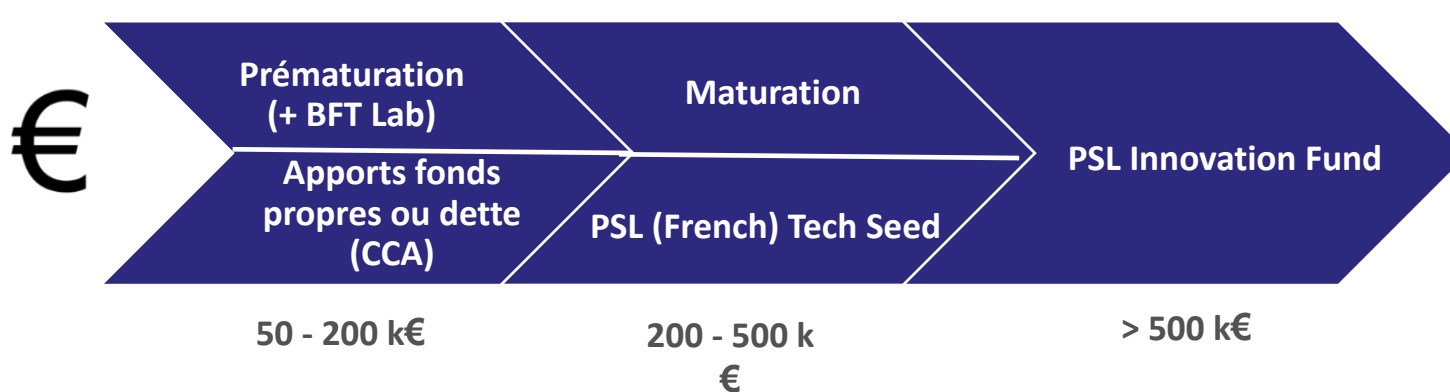 €
Prématuration
(+ BFT Lab)
Apports fonds
propres ou dette
(CCA)
Maturation
PSL (French) Tech Seed
PSL Innovation Fund
50 - 200 k€
200 - 500 k
€
> 500 k€